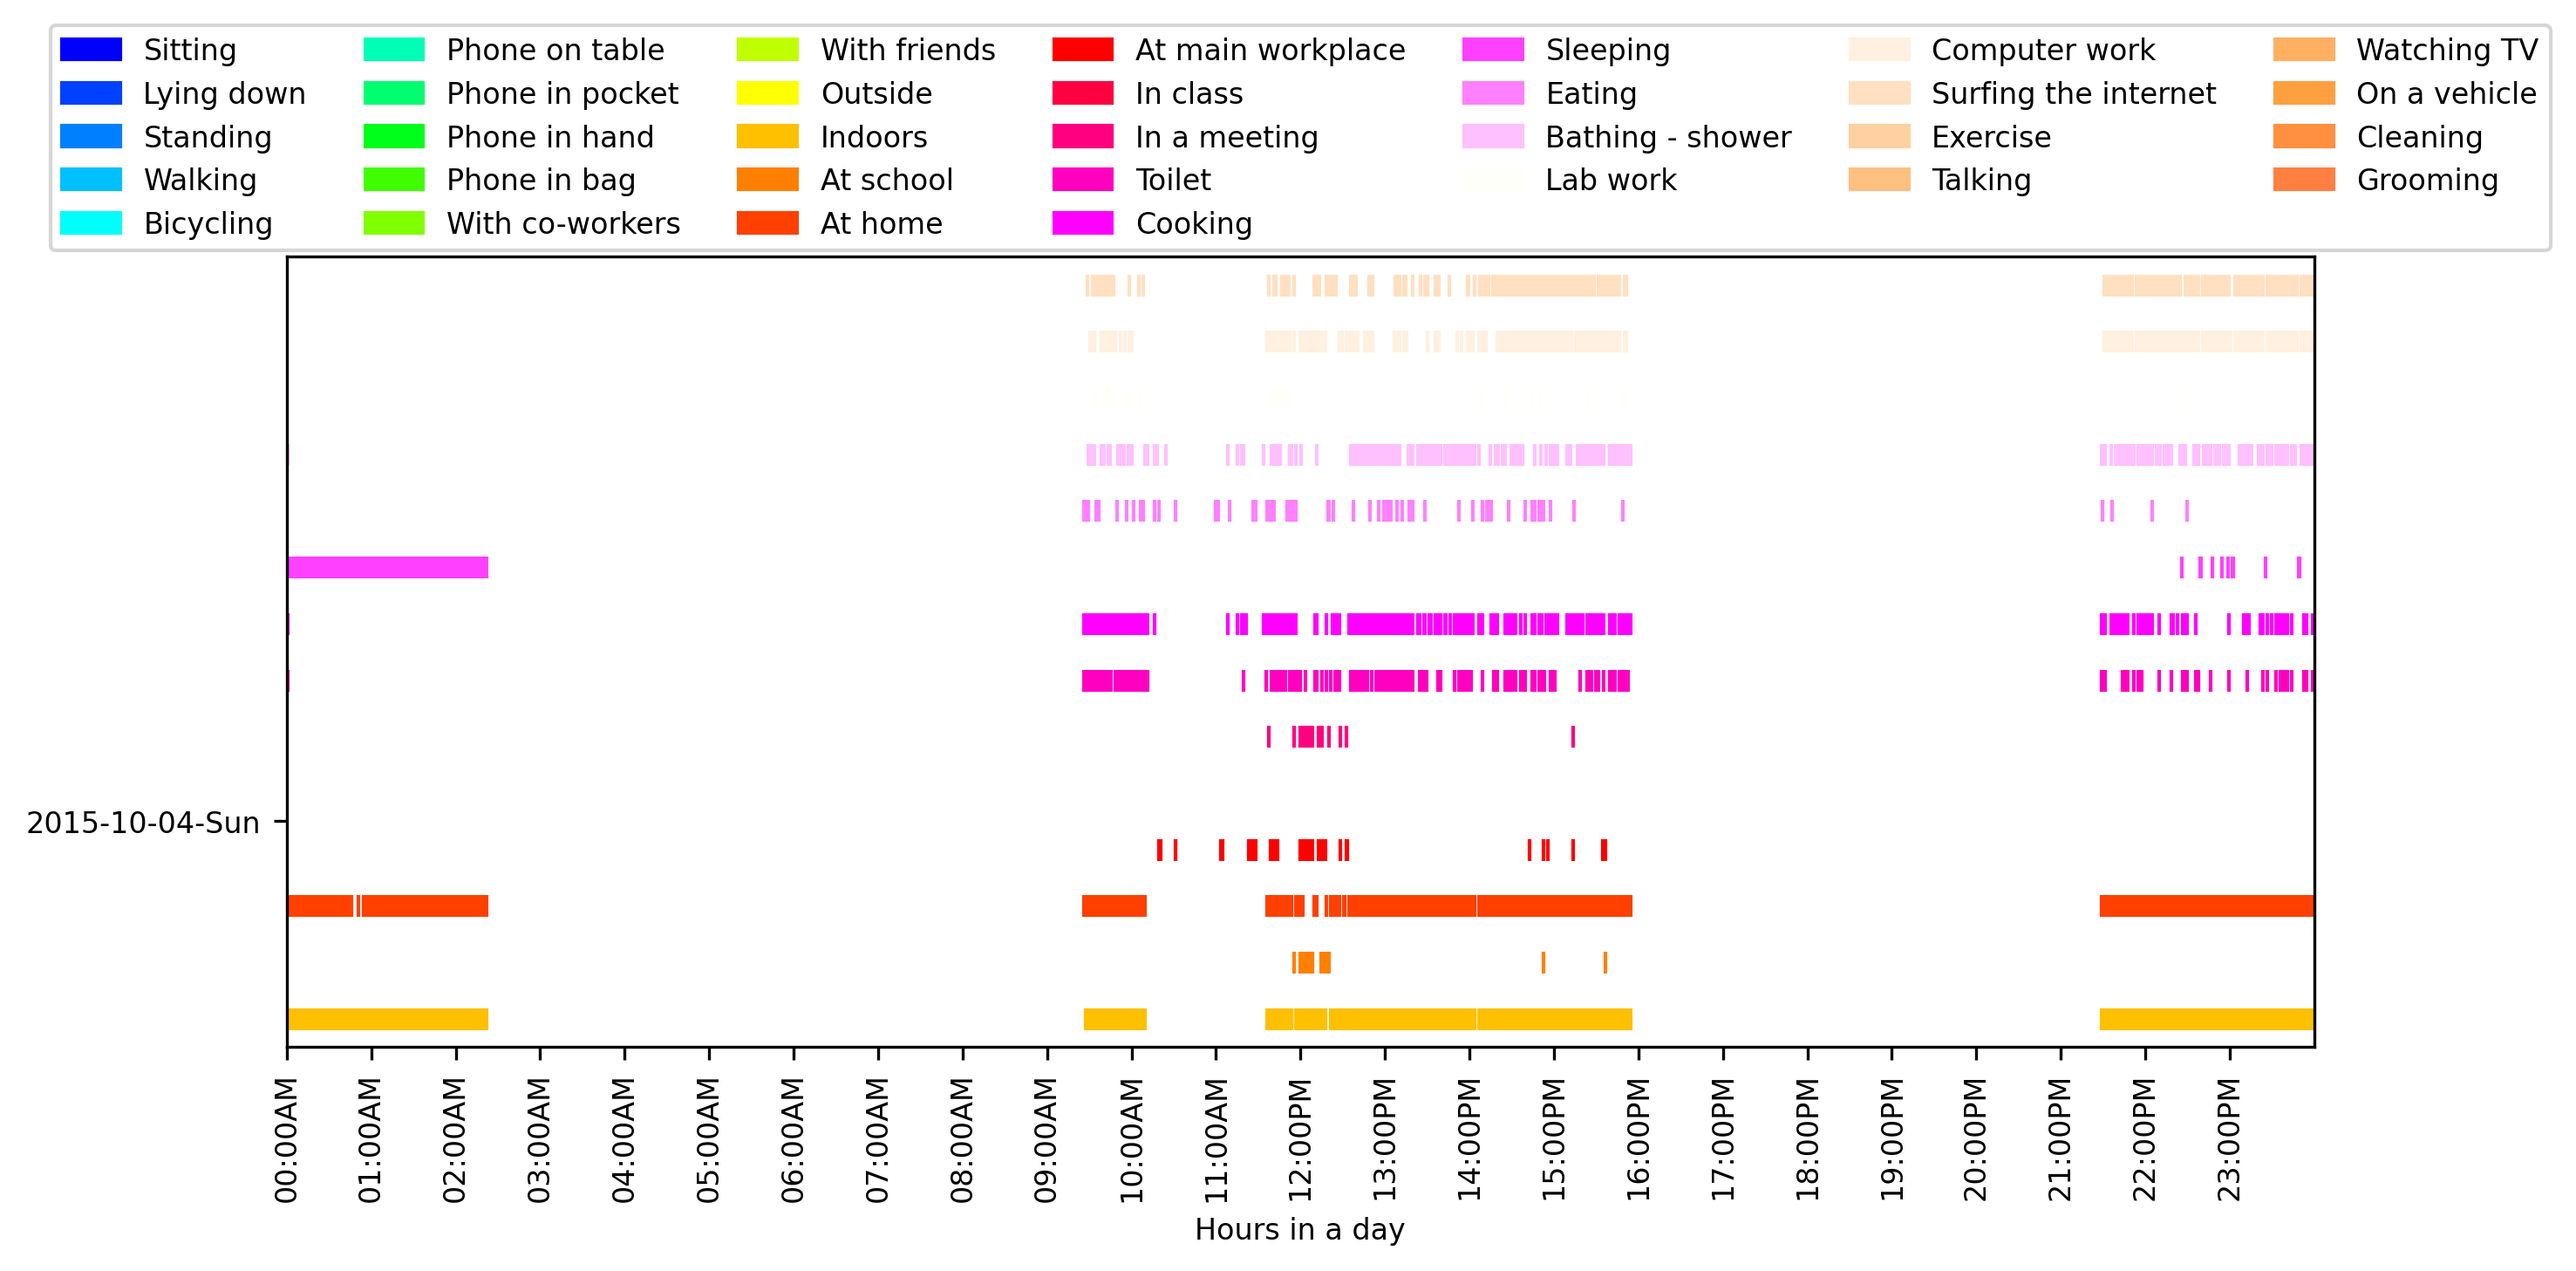 Sitting
Lying down
Standing
Walking
Bicycling
Phone on table
Phone in pocket
Phone in hand
Phone in bag
With co-workers
With friends
Outside
Indoors
At school
At home
At main workplace
In class
In a meeting
Toilet
Cooking
Sleeping
Eating
Bathing - shower
Lab work
Computer work
Surfing the internet
Exercise
Talking
Watching TV
On a vehicle
Cleaning
Grooming
2015-10-04-Sun
00:00AM
01:00AM
02:00AM
03:00AM
04:00AM
05:00AM
06:00AM
07:00AM
08:00AM
09:00AM
10:00AM
11:00AM
12:00PM
13:00PM
14:00PM
15:00PM
16:00PM
17:00PM
18:00PM
19:00PM
20:00PM
21:00PM
22:00PM
23:00PM
Hours in a day